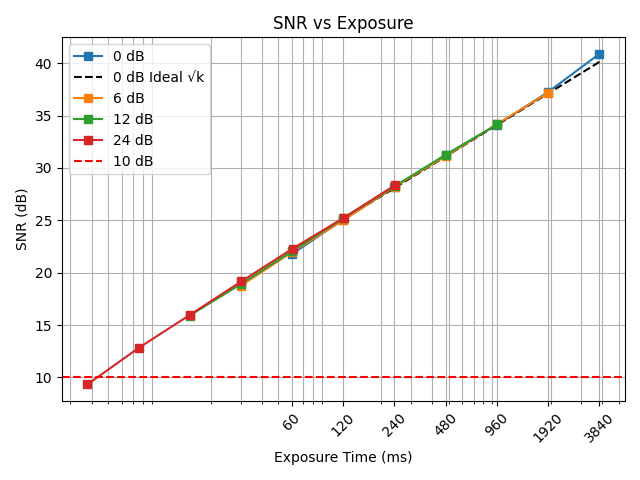 SNR vs Exposure
0 dB
0 dB Ideal √k
6 dB
12 dB
24 dB
10 dB
SNR (dB)
40
35
30
25
20
15
10
60
120
240
480
960
1920
3840
Exposure Time (ms)